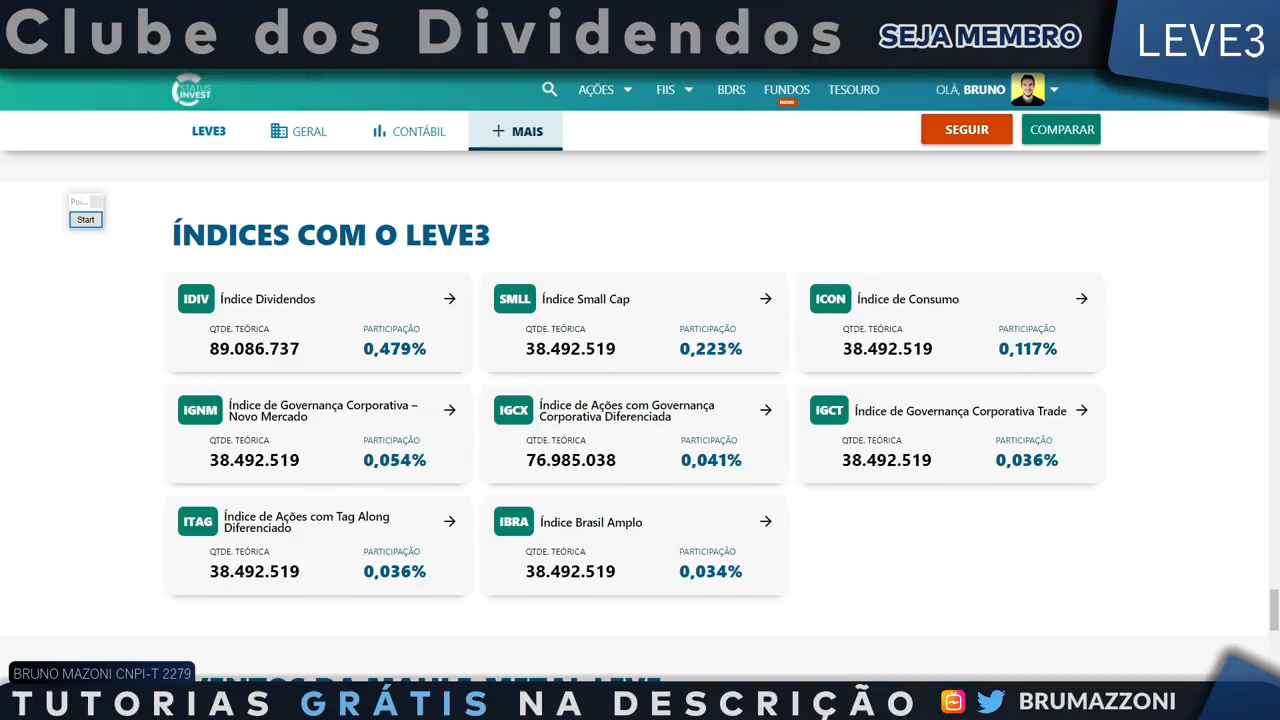 Clube dos Dividendos
SEJA MEMBRO
LEVE3
STATUS
INVEST
AÇÕES
FIIS
BDRS
FUNDOS
NOVO
TESOURO
OLÁ, BRUNO
LEVE3
GERAL
CONTÁBIL
+ MAIS
SEGUIR
COMPARAR
Poi...
Start
ÍNDICES COM O LEVE3
IDIV Índice Dividendos
QTDE. TEÓRICA PARTICIPAÇÃO
89.086.737 0,479%
SMLL Índice Small Cap
QTDE. TEÓRICA PARTICIPAÇÃO
38.492.519 0,223%
ICON Índice de Consumo
QTDE. TEÓRICA PARTICIPAÇÃO
38.492.519 0,117%
IGNM Índice de Governança Corporativa –
Novo Mercado
QTDE. TEÓRICA PARTICIPAÇÃO
38.492.519 0,054%
IGCX Índice de Ações com Governança
Corporativa Diferenciada
QTDE. TEÓRICA PARTICIPAÇÃO
76.985.038 0,041%
IGCT Índice de Governança Corporativa Trade
QTDE. TEÓRICA PARTICIPAÇÃO
38.492.519 0,036%
ITAG Índice de Ações com Tag Along
Diferenciado
QTDE. TEÓRICA PARTICIPAÇÃO
38.492.519 0,036%
IBRA Índice Brasil Amplo
QTDE. TEÓRICA PARTICIPAÇÃO
38.492.519 0,034%
BRUNO MAZONI CNPI-T 2279
TUTORIAS GRÁTIS NA DESCRIÇÃO
BRUMAZZONI